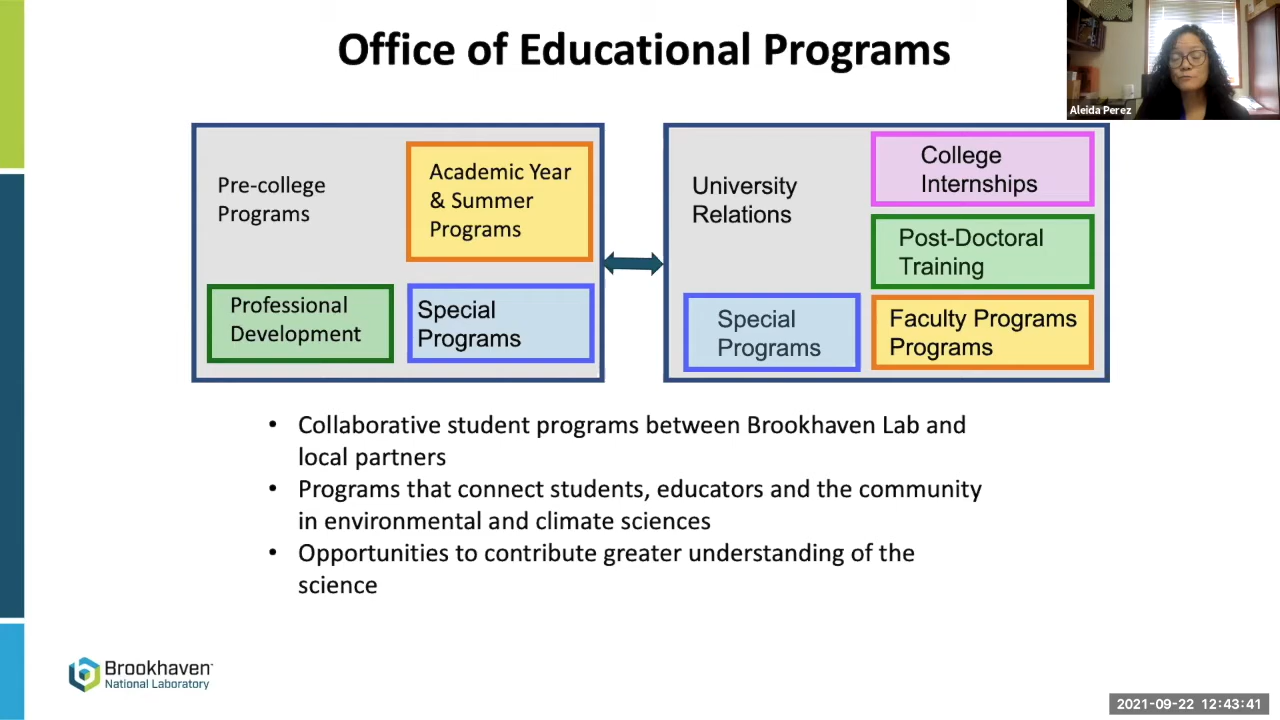 Office of Educational Programs
Aleida Perez
Pre-college
Programs
Academic Year
& Summer
Programs
Professional
Development
Special
Programs
University
Relations
College
Internships
Post-Doctoral
Training
Special
Programs
Faculty Programs
Programs
• Collaborative student programs between Brookhaven Lab and
local partners
• Programs that connect students, educators and the community
in environmental and climate sciences
• Opportunities to contribute greater understanding of the
science
Brookhaven
National Laboratory
2021-09-22 12:43:41